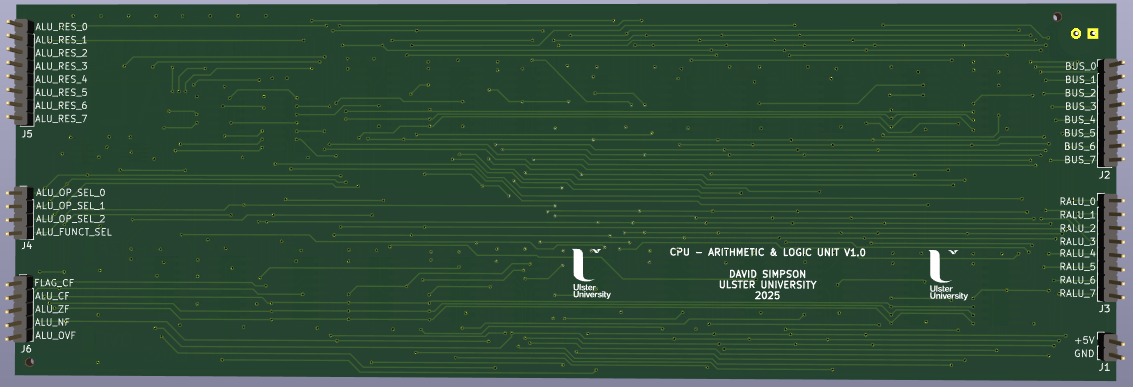 ALU_RES_0
ALU_RES_1
ALU_RES_2
ALU_RES_3
ALU_RES_4
ALU_RES_5
ALU_RES_6
ALU_RES_7
J5
ALU_OP_SEL_0
ALU_OP_SEL_1
ALU_OP_SEL_2
ALU_FUNCT_SEL
J4
FLAG_CF
ALU_CF
ALU_ZF
ALU_NF
ALU_OVF
J6
Ulster
University
CPU – ARITHMETIC & LOGIC UNIT V1.0
DAVID SIMPSON
ULSTER UNIVERSITY
2025
Ulster
University
BUS_0
BUS_1
BUS_2
BUS_3
BUS_4
BUS_5
BUS_6
BUS_7
J2
RALU_0
RALU_1
RALU_2
RALU_3
RALU_4
RALU_5
RALU_6
RALU_7
J3
+5V
GND
J1